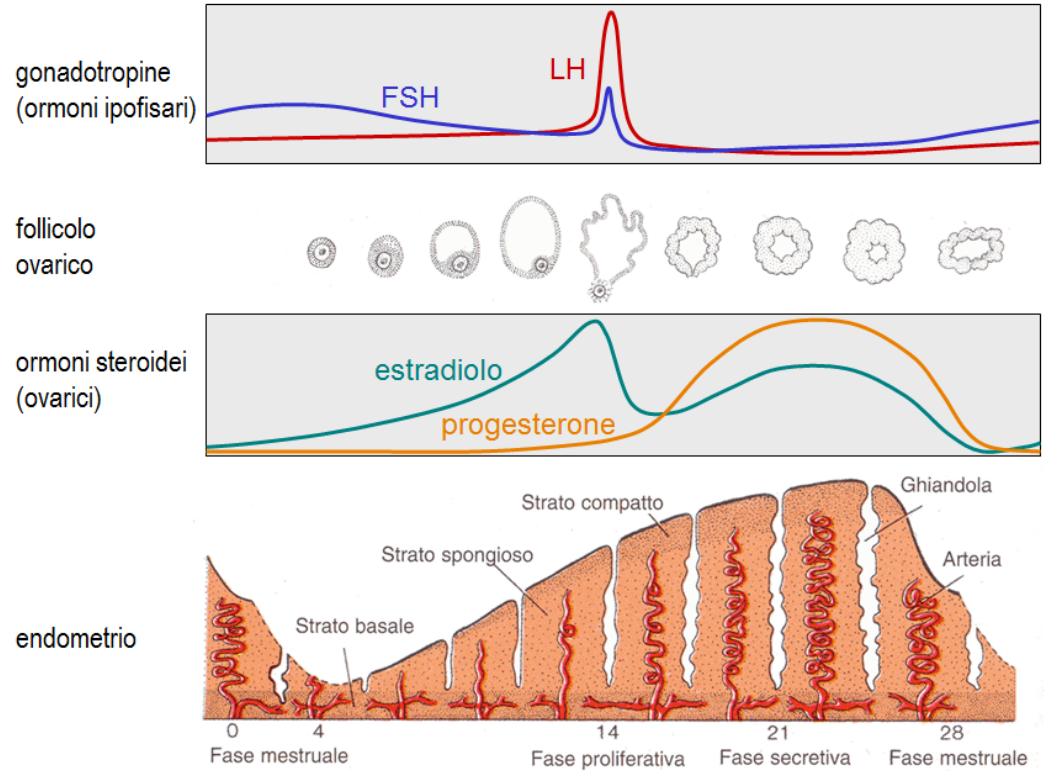 gonadotropine
(ormoni ipofisari)
LH
FSH
follicolo
ovarico
ormoni steroidei
(ovarici)
estradiolo
progesterone
endometrio
Strato compatto
Ghiandola
Strato spongioso
Arteria
Strato basale
0 4 14 21 28
Fase mestruale Fase proliferativa Fase secretiva Fase mestruale